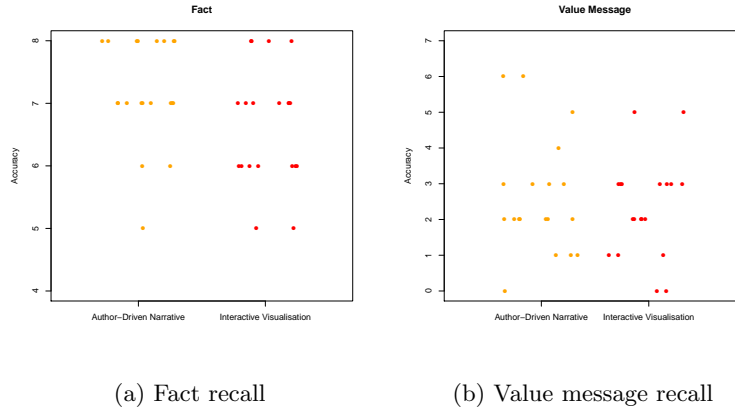 Fact
Accuracy
8
7
6
5
4
Author−Driven Narrative
Interactive Visualisation
Value Message
Accuracy
7
6
5
4
3
2
1
0
Author−Driven Narrative
Interactive Visualisation
(a) Fact recall
(b) Value message recall